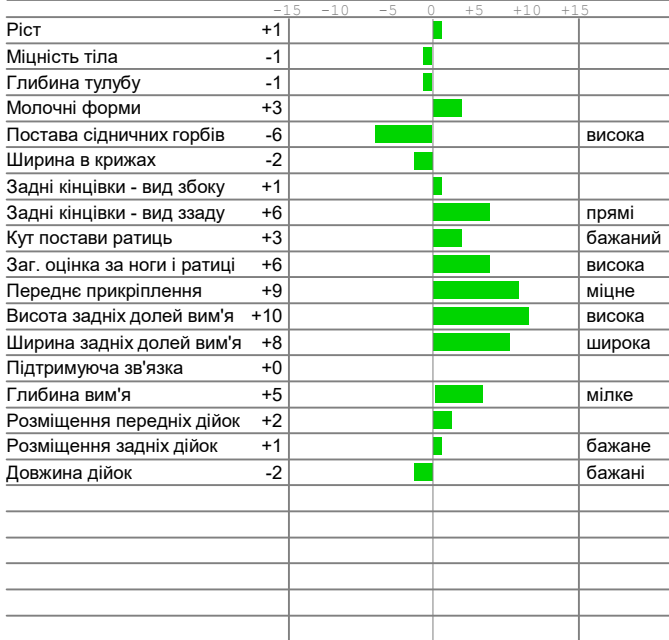 -15 -10 -5 0 +5 +10 +15
Ріст +1
Міцність тіла -1
Глибина тулубу -1
Молочні форми +3
Постава сідничних горбів -6 висока
Ширина в крижах -2
Задні кінцівки - вид збоку +1
Задні кінцівки - вид ззаду +6 прямі
Кут постави ратиць +3 бажаний
Заг. оцінка за ноги і ратиці +6 висока
Переднє прикріплення +9 міцне
Висота задніх долей вим'я +10 висока
Ширина задніх долей вим'я +8 широка
Підтримуюча зв'язка +0
Глибина вим'я +5 мілке
Розміщення передніх дійок +2
Розміщення задніх дійок +1 бажане
Довжина дійок -2 бажані